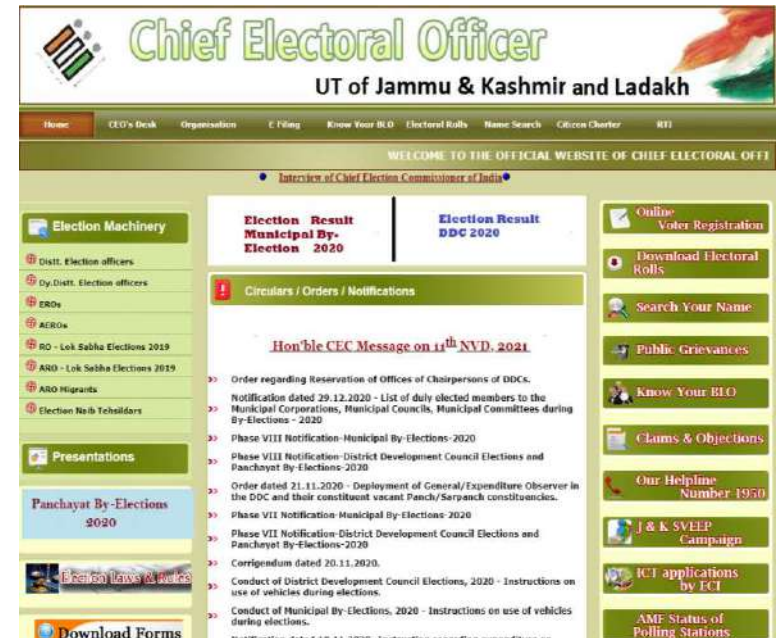 Chief Electoral Officer
UT of Jammu & Kashmir and Ladakh
Home CEO's Desk Organisation E Filing Know Your BLO Electoral Rolls Name Search Citizen Charter RTI
WELCOME TO THE OFFICIAL WEBSITE OF CHIEF ELECTORAL OFFI
Interview of Chief Election Commissioner of India
Election Machinery
Distt. Election officers
Dy.Distt. Election officers
EROs
AEROs
RO - Lok Sabha Elections 2019
ARO - Lok Sabha Elections 2019
ARO Migrants
Election Naib Tehsildars
Presentations
Panchayat By-Elections
2020
Election Laws & Rules
Download Forms
Election Result
Municipal By-
Election 2020
Election Result
DDC 2020
Circulars / Orders / Notifications
Hon'ble CEC Message on 11th NVD, 2021
Order regarding Reservation of Offices of Chairpersons of DDCs.
Notification dated 29.12.2020 - List of duly elected members to the
Municipal Corporations, Municipal Councils, Municipal Committees during
By-Elections - 2020
Phase VIII Notification-Municipal By-Elections-2020
Phase VIII Notification-District Development Council Elections and
Panchayat By-Elections-2020
Order dated 21.11.2020 - Deployment of General/Expenditure Observer in
the DDC and their constituent vacant Panch/Sarpanch constituencies.
Phase VII Notification-Municipal By-Elections-2020
Phase VII Notification-District Development Council Elections and
Panchayat By-Elections-2020
Corrigendum dated 20.11.2020.
Conduct of District Development Council Elections, 2020 - Instructions on
use of vehicles during elections.
Conduct of Municipal By-Elections, 2020 - Instructions on use of vehicles
during elections.
Online
Voter Registration
Download Electoral
Rolls
Search Your Name
Public Grievances
Know Your BLO
Claims & Objections
Our Helpline
Number 1950
J & K SVEEP
Campaign
ICT applications
by ECI
AMF Status of
Polling Stations